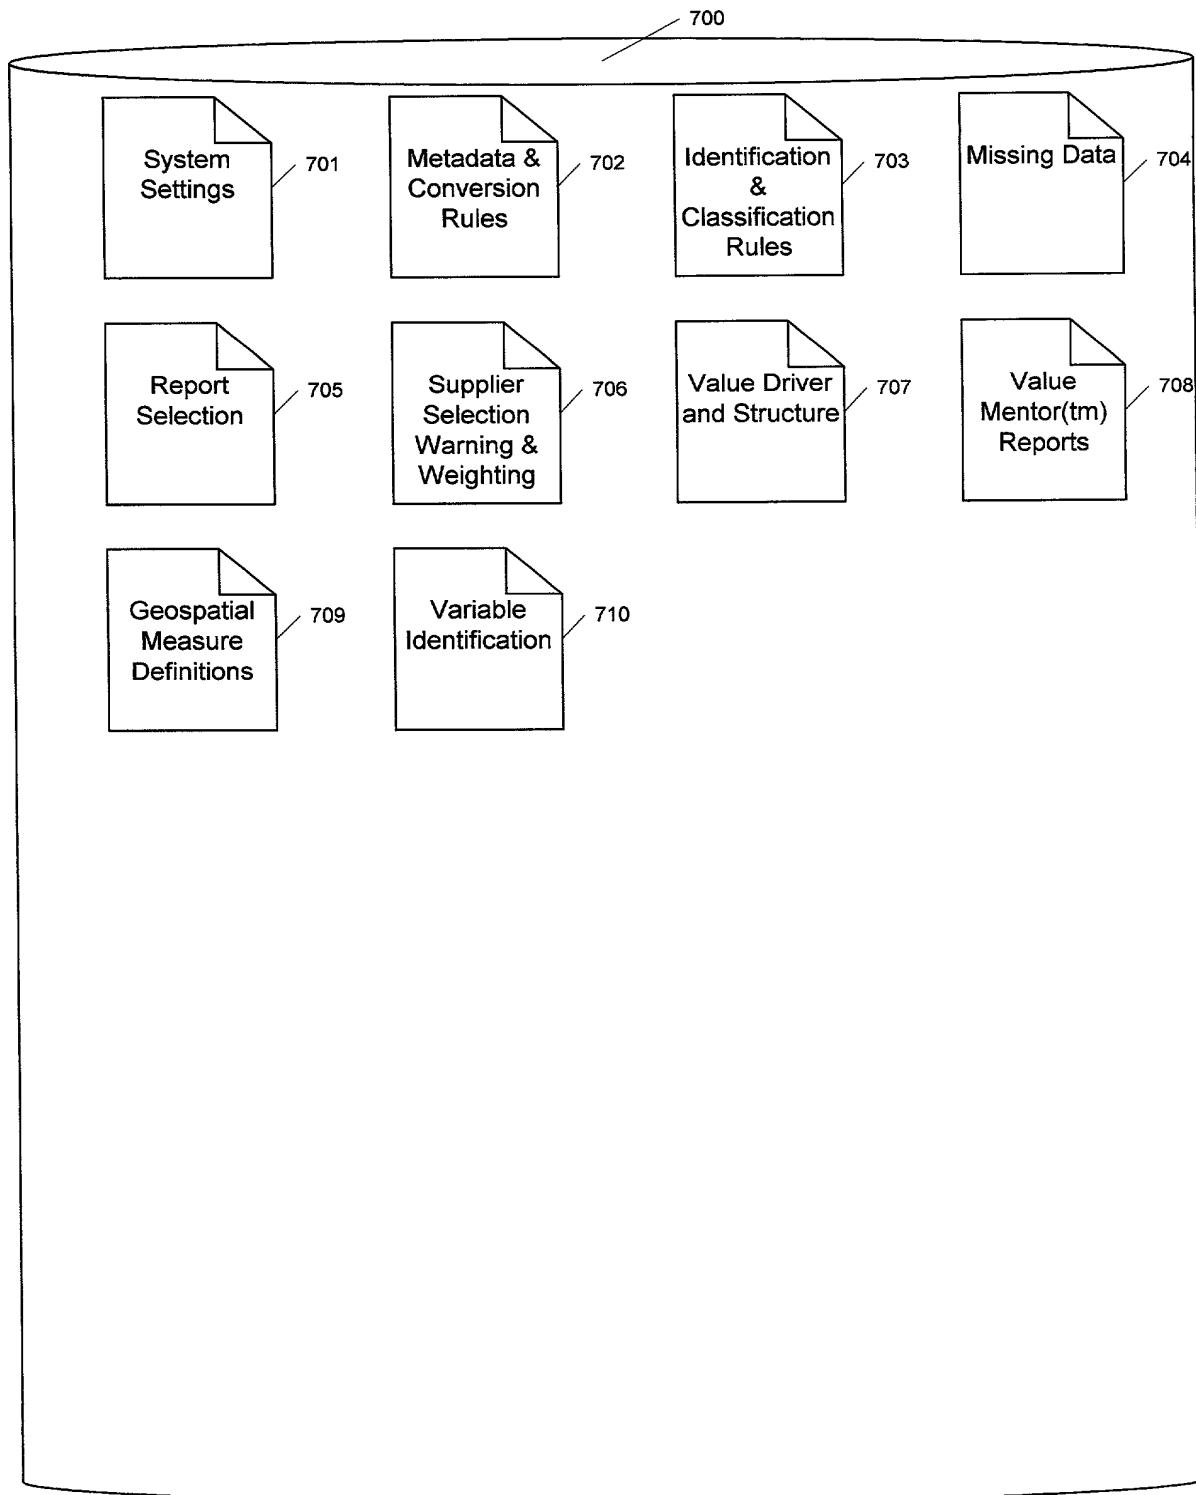 700
System
Settings
701
Metadata &
Conversion
Rules
702
Identification
&
Classification
Rules
703
Missing Data
704
Report
Selection
705
Supplier
Selection
Warning &
Weighting
706
Value Driver
and Structure
707
Value
Mentor(tm)
Reports
708
Geospatial
Measure
Definitions
709
Variable
Identification
710